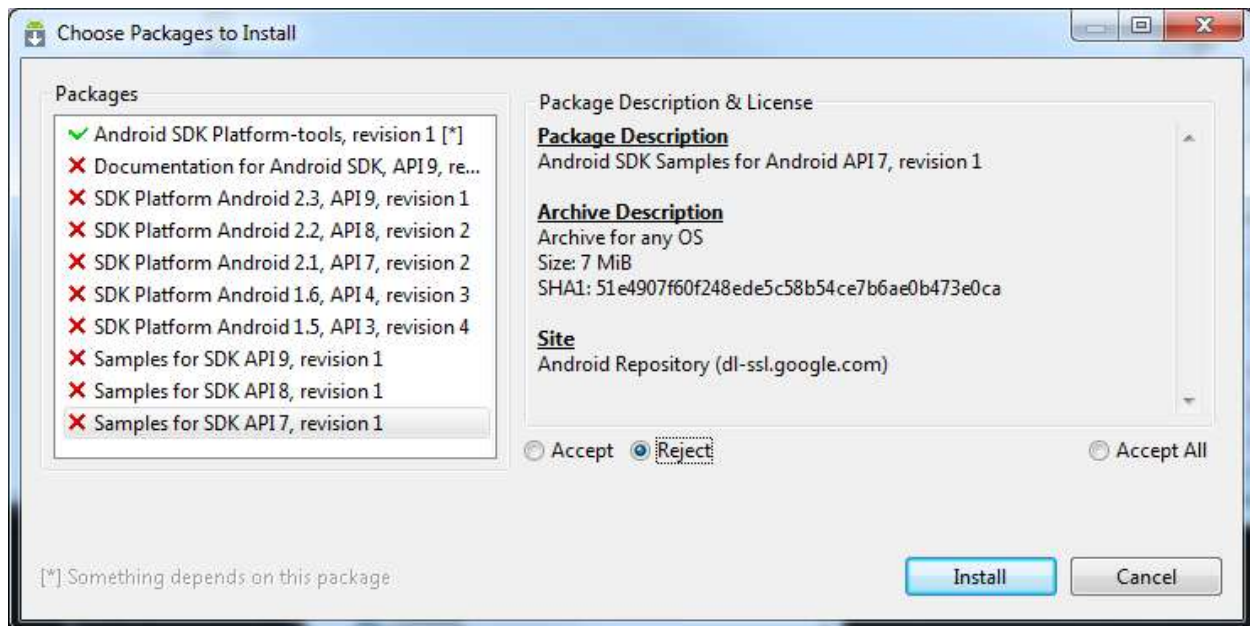 Choose Packages to Install
Packages
Android SDK Platform-tools, revision 1 [*]
Documentation for Android SDK, API 9, re...
SDK Platform Android 2.3, API 9, revision 1
SDK Platform Android 2.2, API 8, revision 2
SDK Platform Android 2.1, API 7, revision 2
SDK Platform Android 1.6, API 4, revision 3
SDK Platform Android 1.5, API 3, revision 4
Samples for SDK API 9, revision 1
Samples for SDK API 8, revision 1
Samples for SDK API 7, revision 1
Package Description & License
Package Description
Android SDK Samples for Android API 7, revision 1
Archive Description
Archive for any OS
Size: 7 MiB
SHA1: 51e4907f60f248ede5c58b54ce7b6ae0b473e0ca
Site
Android Repository (dl-ssl.google.com)
Accept Reject Accept All
[*] Something depends on this package
Install Cancel